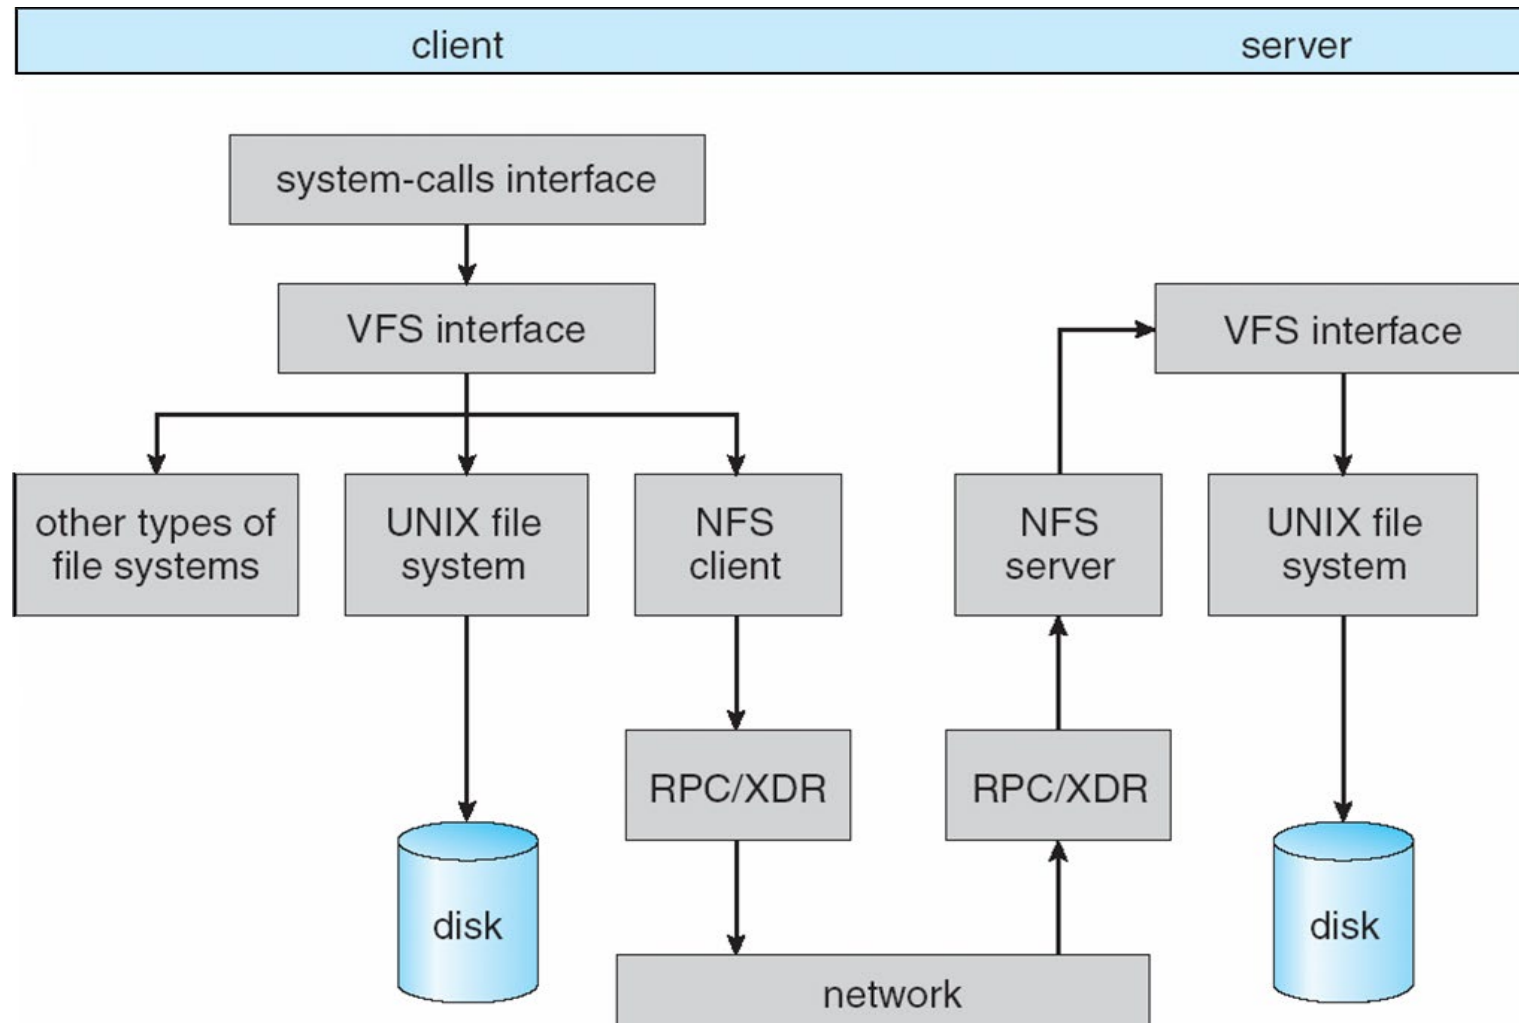 client
server
system-calls interface
VFS interface
VFS interface
other types of
file systems
UNIX file
system
NFS
client
NFS
server
UNIX file
system
RPC/XDR
RPC/XDR
disk
disk
network